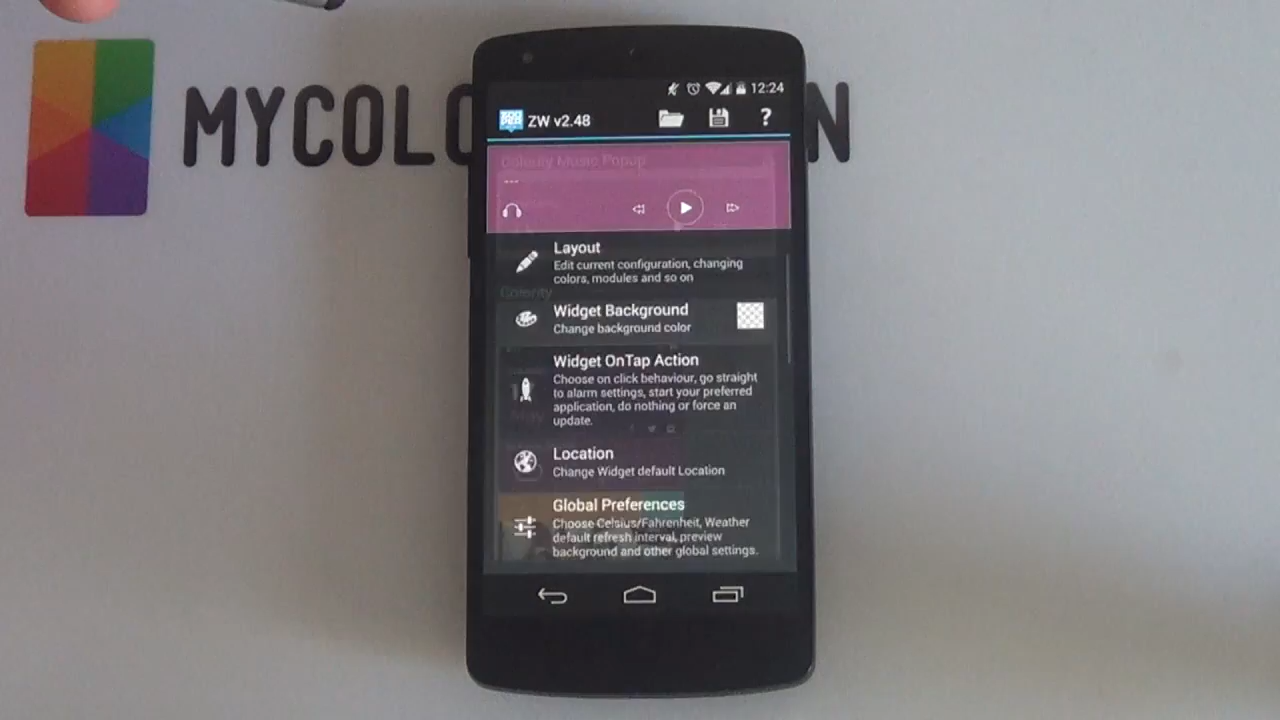 MYCOLO N
12:24
ZW v2.48
?
Colority Music Popup
---
Layout
Edit current configuration, changing
colors, modules and so on
Colority
Widget Background
Change background color
Widget OnTap Action
Choose on click behaviour, go straight
to alarm settings, start your preferred
application, do nothing or force an
update.
Location
Change Widget default Location
Global Preferences
Choose Celsius/Fahrenheit, Weather
default refresh interval, preview
background and other global settings.